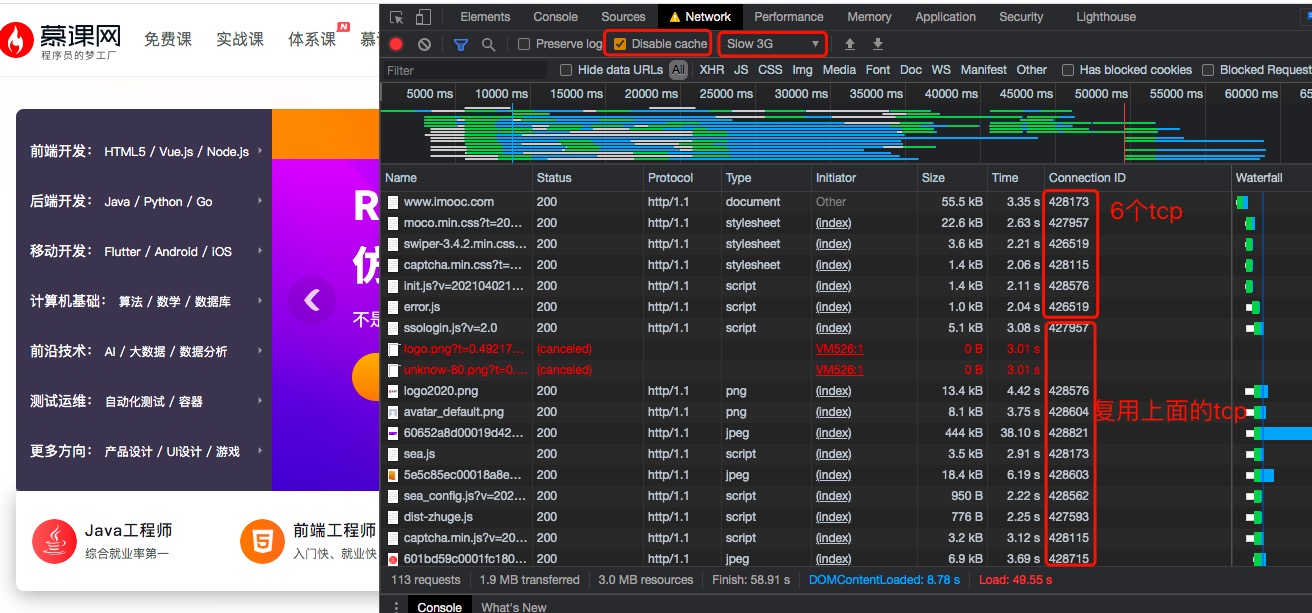 慕课网
程序员的梦工厂
免费课 实战课 体系课 N 慕
前端开发： HTML5 / Vue.js / Node.js
后端开发： Java / Python / Go
移动开发： Flutter / Android / iOS
计算机基础： 算法 / 数学 / 数据库
前沿技术： AI / 大数据 / 数据分析
测试运维： 自动化测试 / 容器
更多方向： 产品设计 / UI设计 / 游戏
R
仿
不是
Java工程师
综合就业率第一
前端工程师
入门快、就业快
Elements Console Sources Network Performance Memory Application Security Lighthouse
Preserve log Disable cache Slow 3G
Filter Hide data URLs All XHR JS CSS Img Media Font Doc WS Manifest Other Has blocked cookies Blocked Request
5000 ms 10000 ms 15000 ms 20000 ms 25000 ms 30000 ms 35000 ms 40000 ms 45000 ms 50000 ms 55000 ms 60000 ms 65
Name Status Protocol Type Initiator Size Time Connection ID Waterfall
www.imooc.com 200 http/1.1 document Other 55.5 kB 3.35 s 428173
moco.min.css?t=20... 200 http/1.1 stylesheet (index) 22.6 kB 2.63 s 427957
swiper-3.4.2.min.css... 200 http/1.1 stylesheet (index) 3.6 kB 2.21 s 426519
captcha.min.css?t=... 200 http/1.1 stylesheet (index) 1.4 kB 2.06 s 428115
init.js?v=202104021... 200 http/1.1 script (index) 1.4 kB 2.11 s 428576
error.js 200 http/1.1 script (index) 1.0 kB 2.04 s 426519
6个tcp
ssologin.js?v=2.0 200 http/1.1 script (index) 5.1 kB 3.08 s 427957
logo.png?t=0.49217... (canceled) VM526:1 0 B 3.01 s
unknow-80.png?t=0.... (canceled) VM526:1 0 B 3.01 s
logo2020.png 200 http/1.1 png (index) 13.4 kB 4.42 s 428576
avatar_default.png 200 http/1.1 png (index) 8.1 kB 3.75 s 428604
复用上面的tcp
60652a8d00019d42... 200 http/1.1 jpeg (index) 444 kB 38.10 s 428821
sea.js 200 http/1.1 script (index) 3.5 kB 2.91 s 428173
5e5c85ec00018a8e... 200 http/1.1 jpeg (index) 18.4 kB 6.19 s 428603
sea_config.js?v=202... 200 http/1.1 script (index) 950 B 2.22 s 428562
dist-zhuge.js 200 http/1.1 script (index) 776 B 2.25 s 427593
captcha.min.js?v=20... 200 http/1.1 script (index) 3.2 kB 3.12 s 428115
601bd59c0001fc180... 200 http/1.1 jpeg (index) 6.9 kB 3.69 s 428715
113 requests 1.9 MB transferred 3.0 MB resources Finish: 58.91 s DOMContentLoaded: 8.78 s Load: 49.55 s
Console What's New